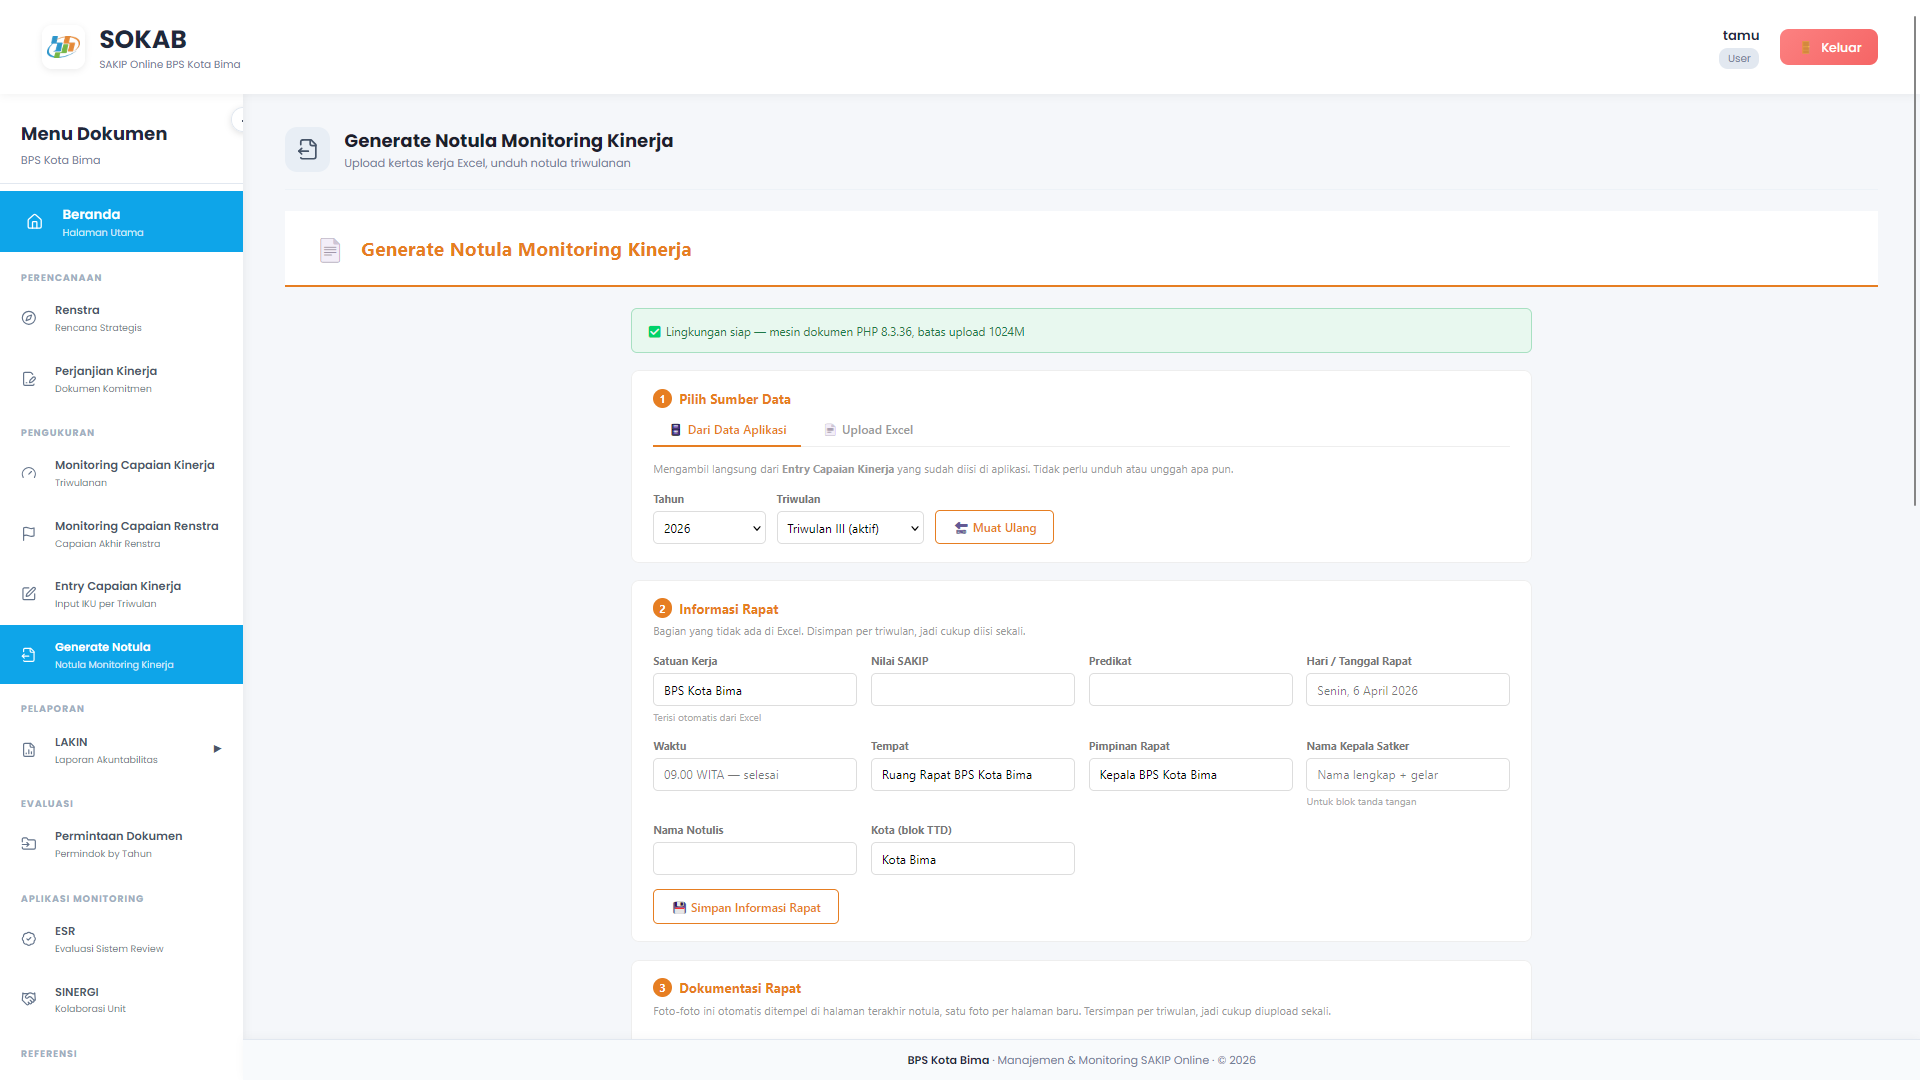 SOKAB
SAKIP Online BPS Kota Bima
tamu
User
Keluar
Menu Dokumen
BPS Kota Bima
Beranda
Halaman Utama
PERENCANAAN
Renstra
Rencana Strategis
Perjanjian Kinerja
Dokumen Komitmen
PENGUKURAN
Monitoring Capaian Kinerja
Triwulanan
Monitoring Capaian Renstra
Capaian Akhir Renstra
Entry Capaian Kinerja
Input IKU per Triwulan
Generate Notula
Notula Monitoring Kinerja
PELAPORAN
LAKIN
Laporan Akuntabilitas
EVALUASI
Permintaan Dokumen
Permindok by Tahun
APLIKASI MONITORING
ESR
Evaluasi Sistem Review
SINERGI
Kolaborasi Unit
REFERENSI
Generate Notula Monitoring Kinerja
Upload kertas kerja Excel, unduh notula triwulanan
Generate Notula Monitoring Kinerja
Lingkungan siap — mesin dokumen PHP 8.3.36, batas upload 1024M
1 Pilih Sumber Data
Dari Data Aplikasi
Upload Excel
Mengambil langsung dari Entry Capaian Kinerja yang sudah diisi di aplikasi. Tidak perlu unduh atau unggah apa pun.
Tahun
Triwulan
2026
Triwulan III (aktif)
Muat Ulang
2 Informasi Rapat
Bagian yang tidak ada di Excel. Disimpan per triwulan, jadi cukup diisi sekali.
Satuan Kerja
Nilai SAKIP
Predikat
Hari / Tanggal Rapat
BPS Kota Bima
Senin, 6 April 2026
Terisi otomatis dari Excel
Waktu
Tempat
Pimpinan Rapat
Nama Kepala Satker
09.00 WITA — selesai
Ruang Rapat BPS Kota Bima
Kepala BPS Kota Bima
Nama lengkap + gelar
Untuk blok tanda tangan
Nama Notulis
Kota (blok TTD)
Kota Bima
Simpan Informasi Rapat
3 Dokumentasi Rapat
Foto-foto ini otomatis ditempel di halaman terakhir notula, satu foto per halaman baru. Tersimpan per triwulan, jadi cukup diupload sekali.
BPS Kota Bima · Manajemen & Monitoring SAKIP Online · © 2026